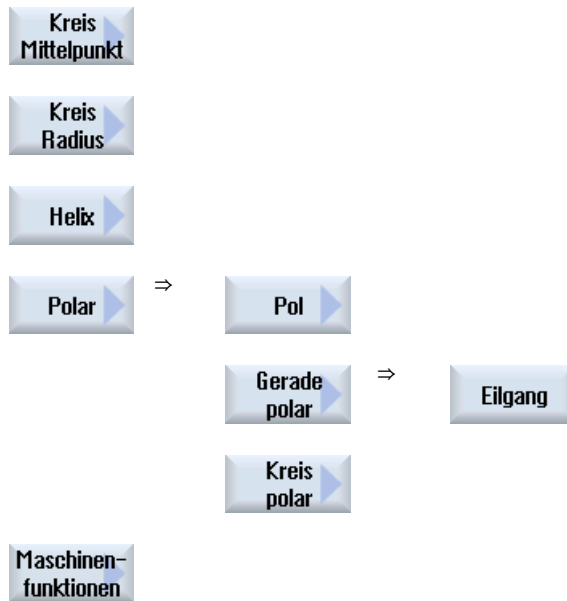 Kreis
Mittelpunkt
Kreis
Radius
Helix
Polar ⇒ Pol
Gerade
polar ⇒ Eilgang
Kreis
polar
Maschinen-
funktionen